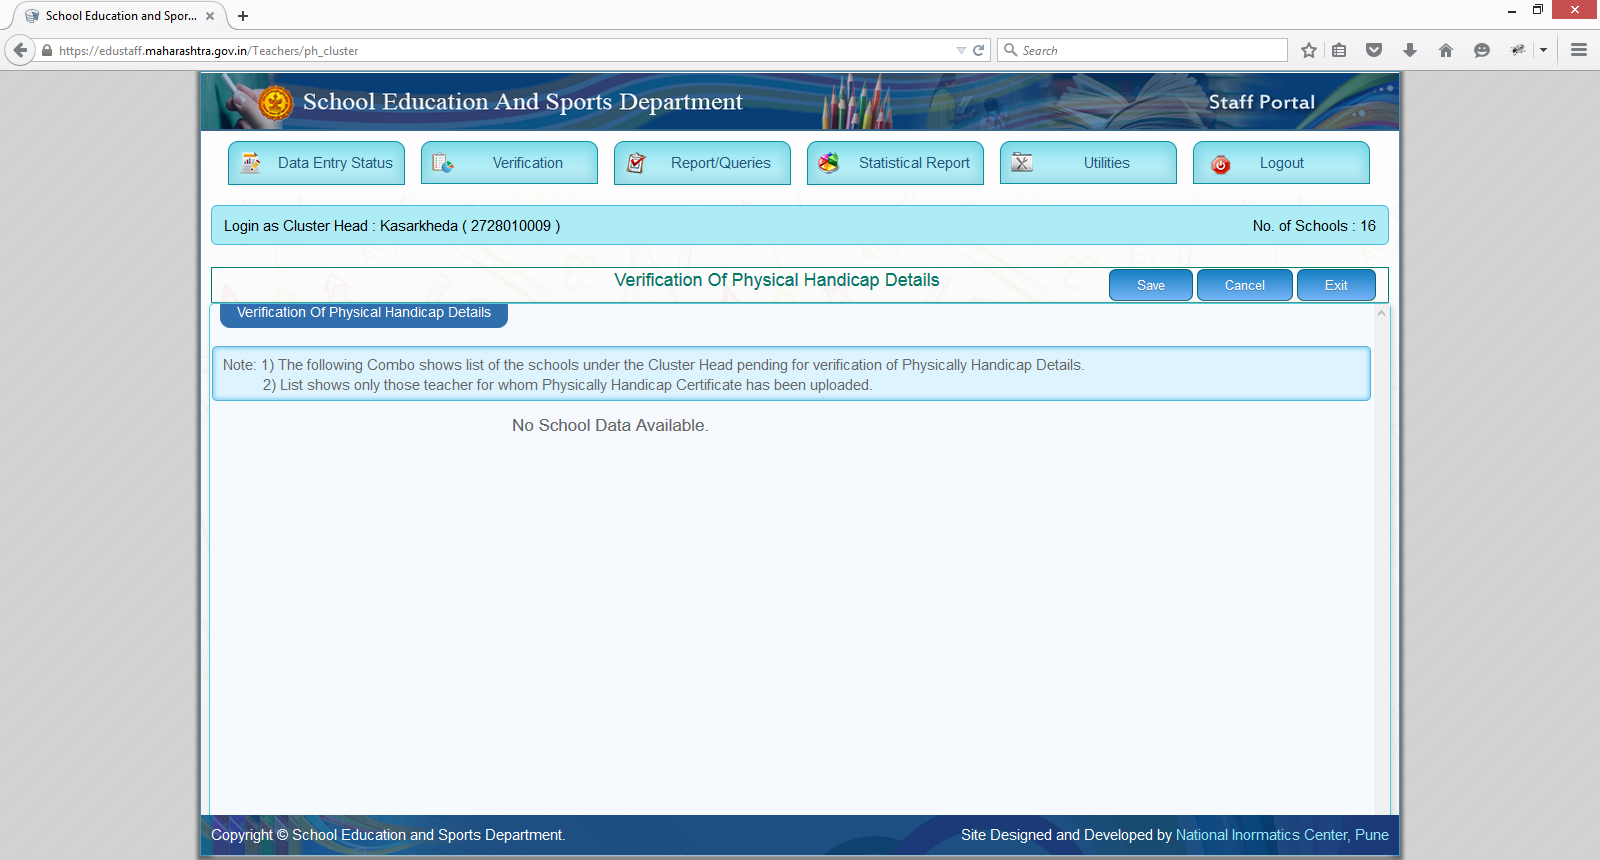 School Education and Spor...
https://edustaff.maharashtra.gov.in/Teachers/ph_cluster
Search
School Education And Sports Department
Staff Portal
Data Entry Status
Verification
Report/Queries
Statistical Report
Utilities
Logout
Login as Cluster Head : Kasarkheda ( 2728010009 )
No. of Schools : 16
Verification Of Physical Handicap Details
Save
Cancel
Exit
Verification Of Physical Handicap Details
Note: 1) The following Combo shows list of the schools under the Cluster Head pending for verification of Physically Handicap Details.
2) List shows only those teacher for whom Physically Handicap Certificate has been uploaded.
No School Data Available.
Copyright © School Education and Sports Department.
Site Designed and Developed by National Inormatics Center, Pune